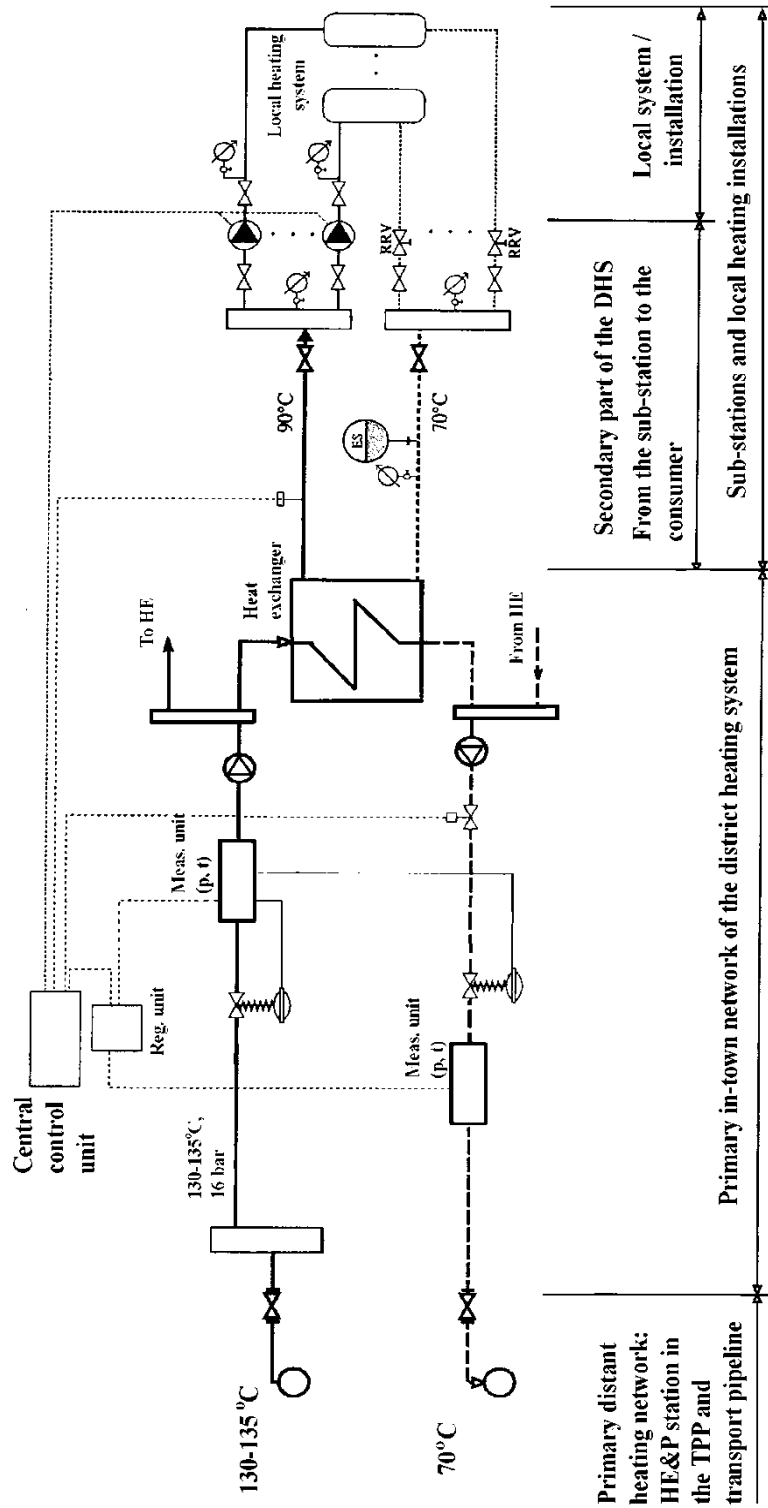 Central
control
unit
Reg. unit
130-135°C,
16 bar
130-135 °C
Meas. unit
(p, t)
Meas. unit
(p, t)
70°C
To HE
Heat
exchanger
From HE
90°C
70°C
ES
RRV
RRV
Local heating
system
Primary distant
heating network:
HE&P station in
the TPP and
transport pipeline
Primary in-town network of the district heating system
Secondary part of the DHS
From the sub-station to the
consumer
Local system /
installation
Sub-stations and local heating installations